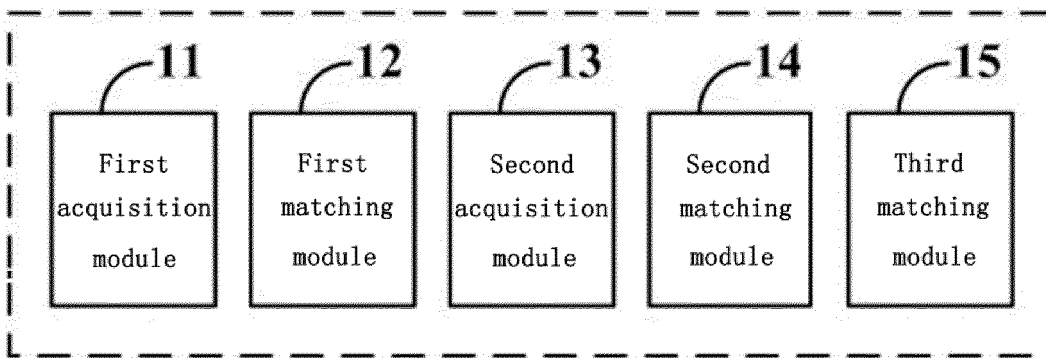 11 12 13 14 15
First
acquisition
module
First
matching
module
Second
acquisition
module
Second
matching
module
Third
matching
module